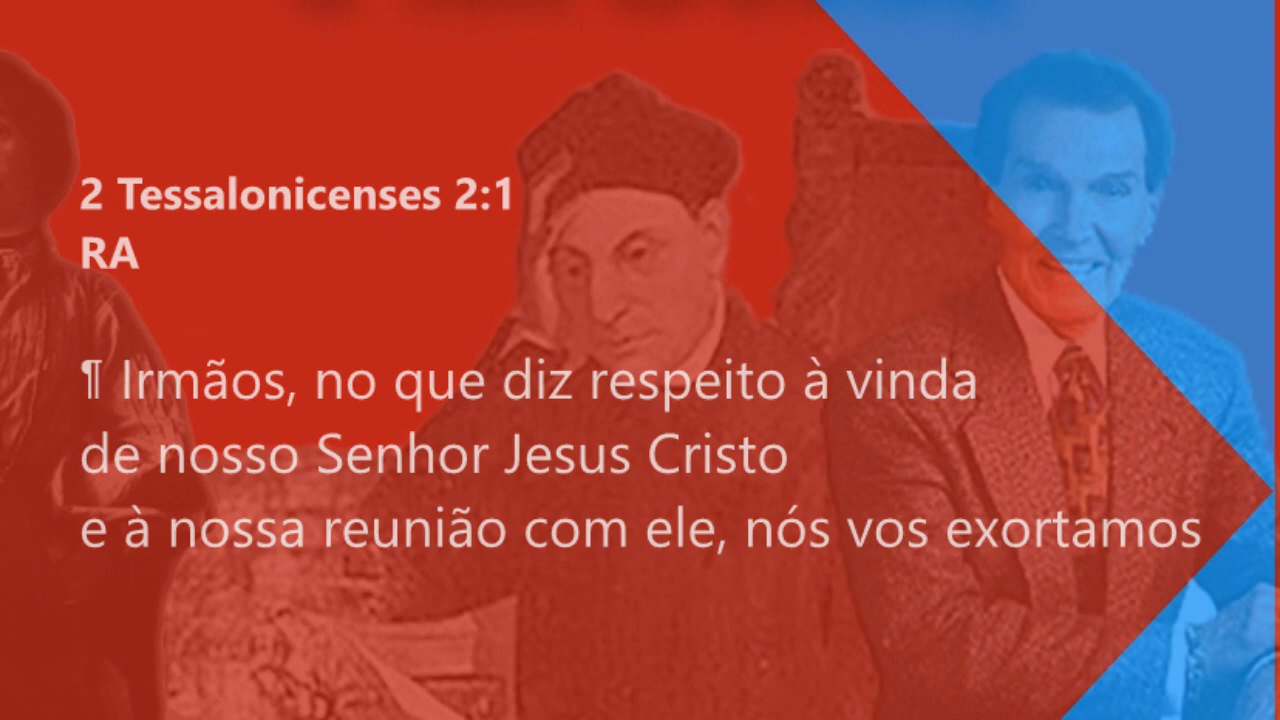 2 Tessalonicenses 2:1
RA
¶ Irmãos, no que diz respeito à vinda
de nosso Senhor Jesus Cristo
e à nossa reunião com ele, nós vos exortamos